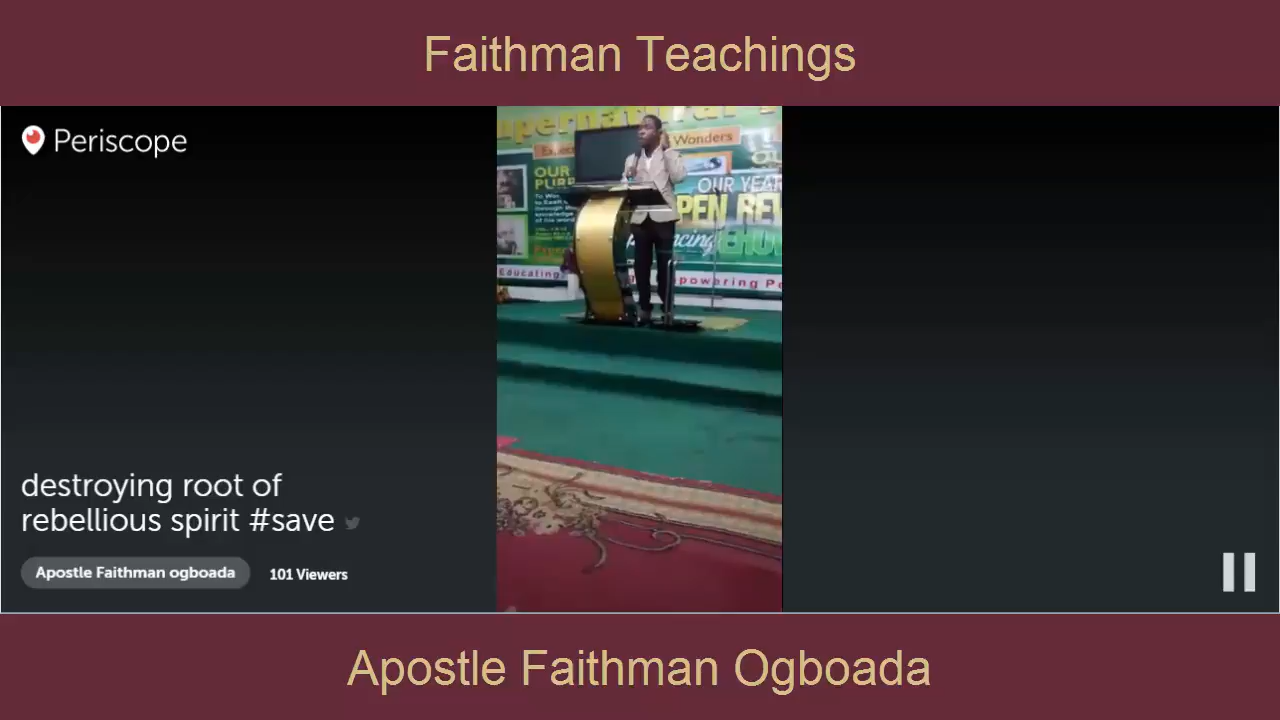 Faithman Teachings
Periscope
Wonders
OUR
OUR YEAR
Educating,
destroying root of
rebellious spirit #save
Apostle Faithman ogboada
101 Viewers
Apostle Faithman Ogboada